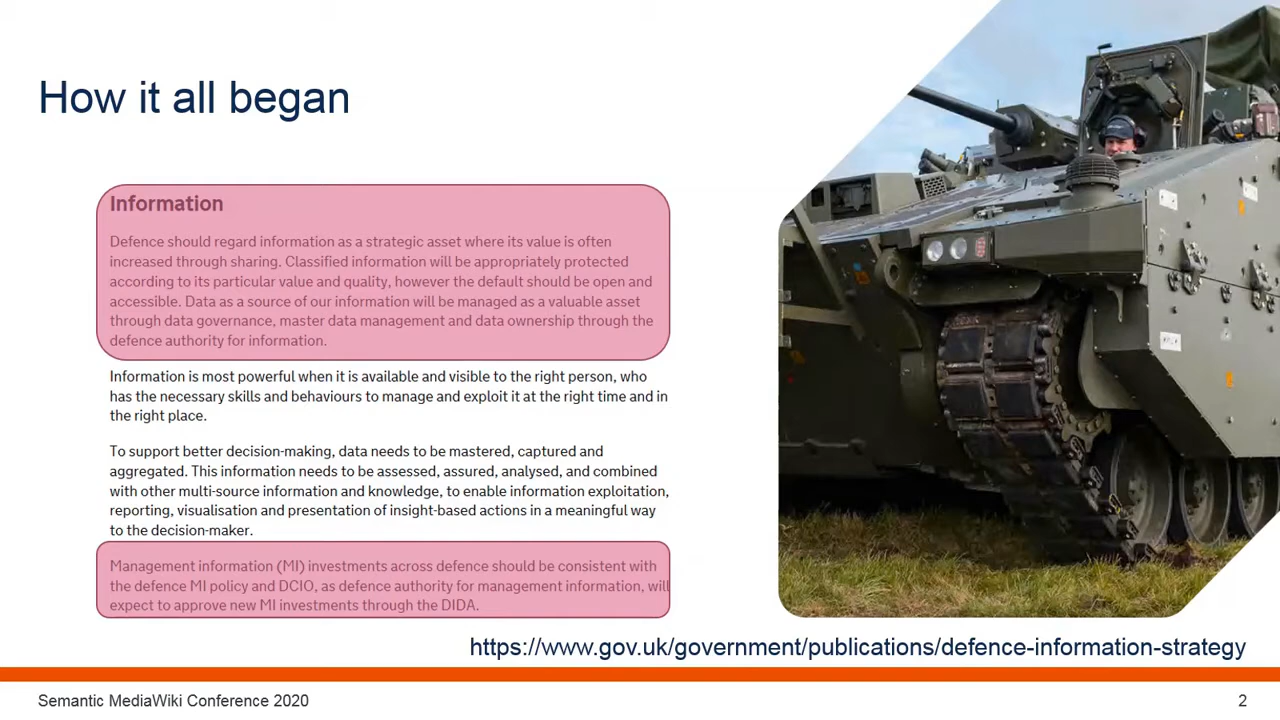 How it all began
Information
Defence should regard information as a strategic asset where its value is often
increased through sharing. Classified information will be appropriately protected
according to its particular value and quality, however the default should be open and
accessible. Data as a source of our information will be managed as a valuable asset
through data governance, master data management and data ownership through the
defence authority for information.
Information is most powerful when it is available and visible to the right person, who
has the necessary skills and behaviours to manage and exploit it at the right time and in
the right place.
To support better decision-making, data needs to be mastered, captured and
aggregated. This information needs to be assessed, assured, analysed, and combined
with other multi-source information and knowledge, to enable information exploitation,
reporting, visualisation and presentation of insight-based actions in a meaningful way
to the decision-maker.
Management information (MI) investments across defence should be consistent with
the defence MI policy and DCIO, as defence authority for management information, will
expect to approve new MI investments through the DIDA.
https://www.gov.uk/government/publications/defence-information-strategy
Semantic MediaWiki Conference 2020
2